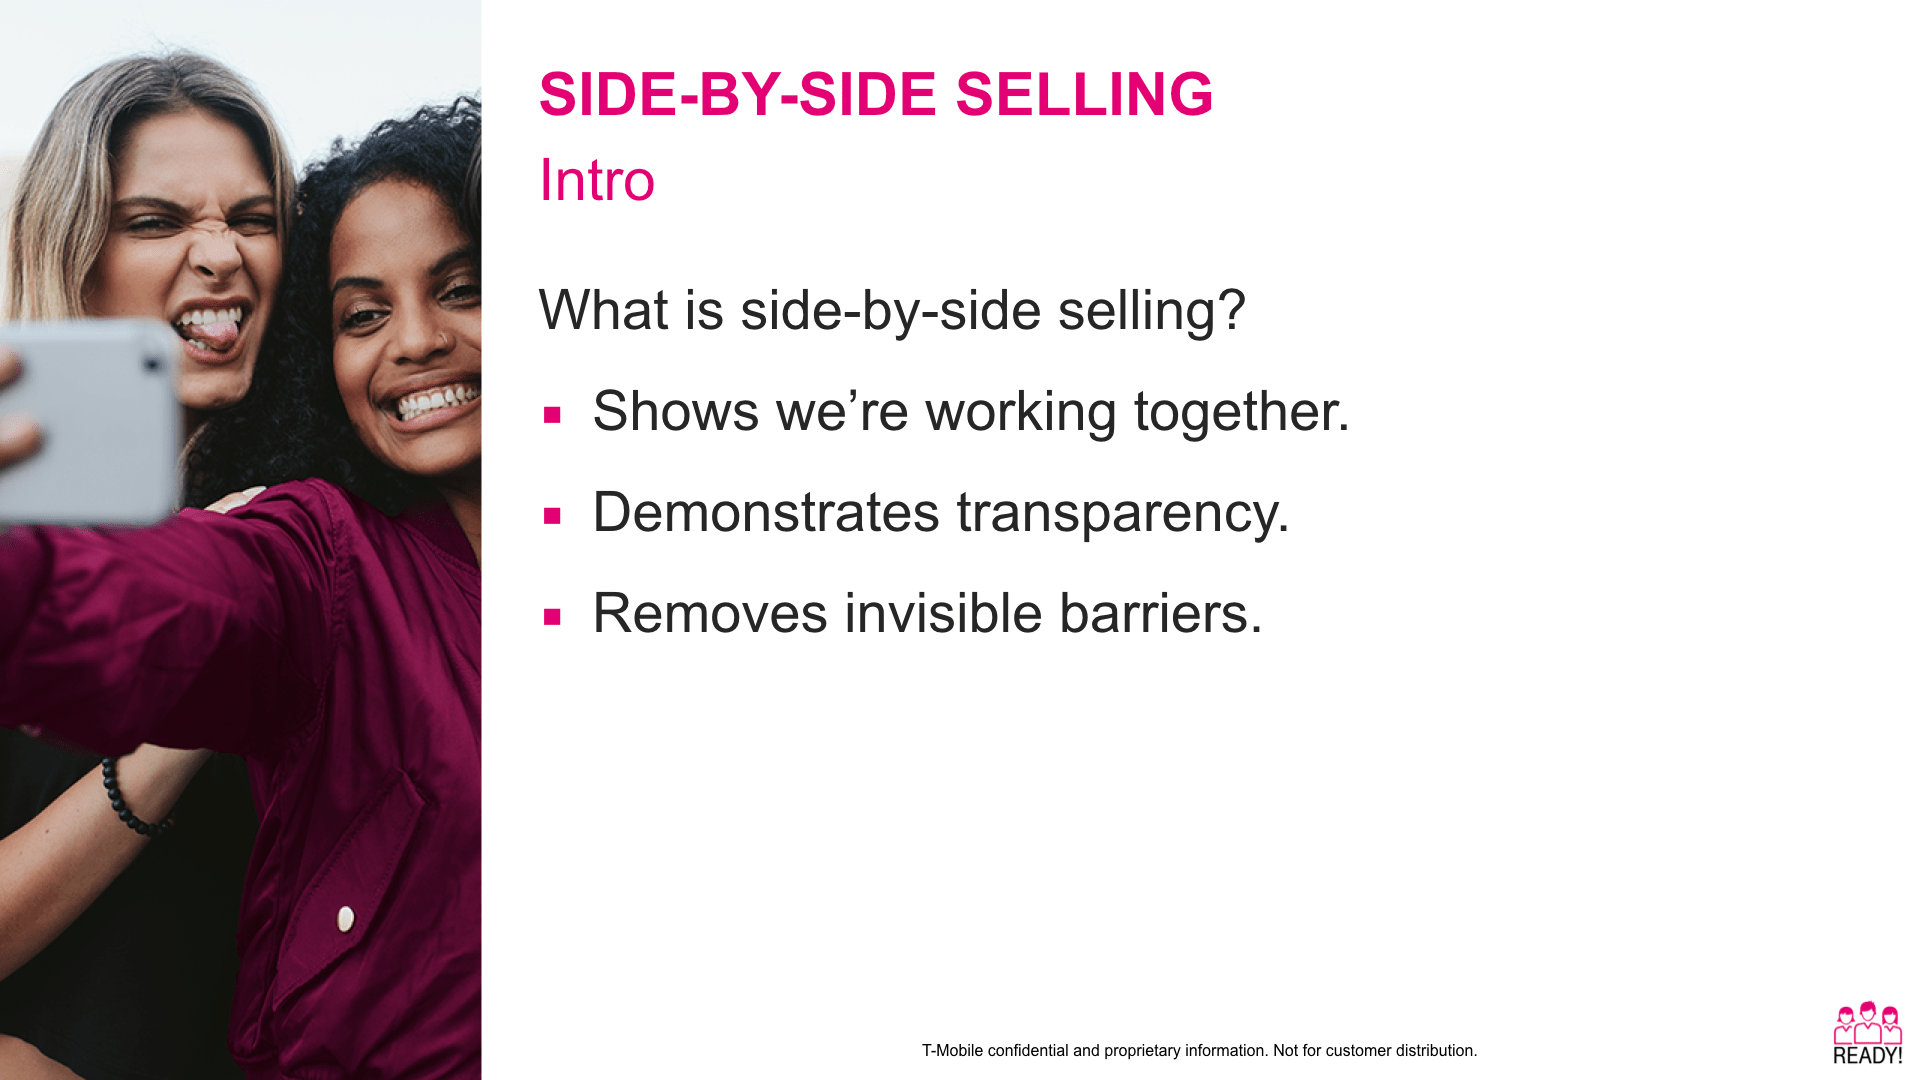 SIDE-BY-SIDE SELLING
Intro
What is side-by-side selling?
Shows we’re working together.
Demonstrates transparency.
Removes invisible barriers.
T-Mobile confidential and proprietary information. Not for customer distribution.
READY!